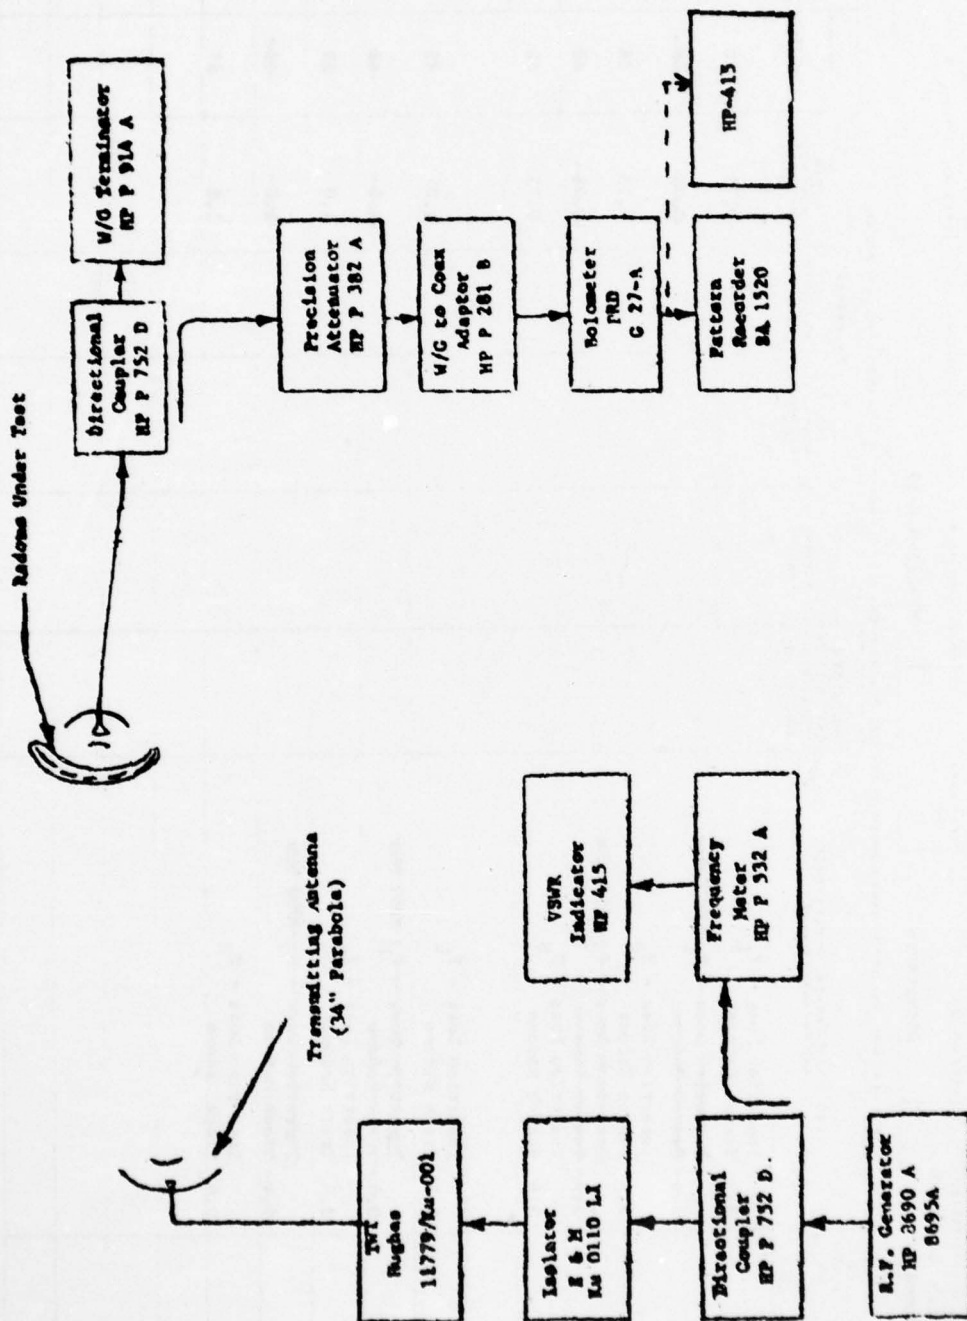 Radome Under Test
Directional
Coupler
HP P 752 D
W/G Terminator
HP P 914 A
Precision
Attenuator
HP P 382 A
W/G to Coax
Adaptor
HP P 281 B
Bolometer
PRD
C 27-A
Pattern
Recorder
SA 1520
HP-415
Transmitting Antenna
(34" Parabola)
TWT
Hughes
11779/Ku-001
Isolator
E & M
Ku 0110 LI
Directional
Coupler
HP P 752 D
R.F. Generator
HP 8690 A
8695A
Frequency
Meter
HP P 532 A
VSWR
Indicator
HP 415